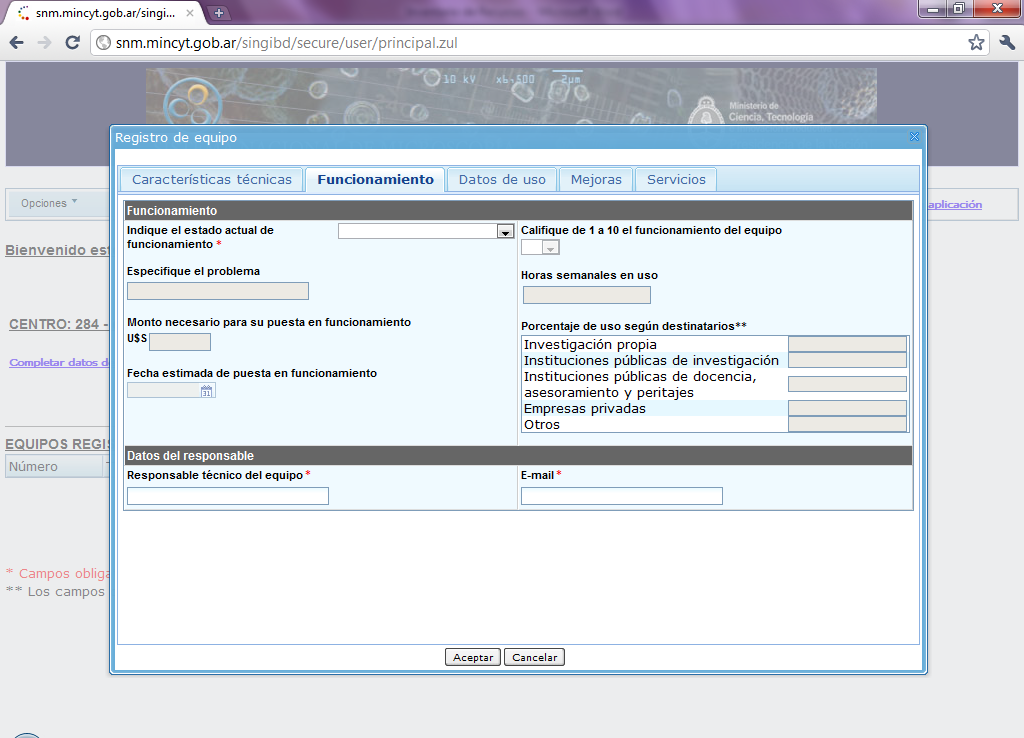 snm.mincyt.gob.ar/singi...
snm.mincyt.gob.ar/singibd/secure/user/principal.zul
10 kV x6,500 2µm
Ministerio de
Ciencia, Tecnología
Registro de equipo
Características técnicas
Funcionamiento
Datos de uso
Mejoras
Servicios
Opciones
aplicación
Bienvenido
CENTRO: 284 -
Completar datos
EQUIPOS
Número
Funcionamiento
Indique el estado actual de
funcionamiento *
Califique de 1 a 10 el funcionamiento del equipo
Especifique el problema
Horas semanales en uso
Monto necesario para su puesta en funcionamiento
U$S
Porcentaje de uso según destinatarios**
Investigación propia
Instituciones públicas de investigación
Instituciones públicas de docencia,
asesoramiento y peritajes
Empresas privadas
Otros
Fecha estimada de puesta en funcionamiento
31
Datos del responsable
Responsable técnico del equipo *
E-mail *
* Campos
** Los campos
Aceptar
Cancelar